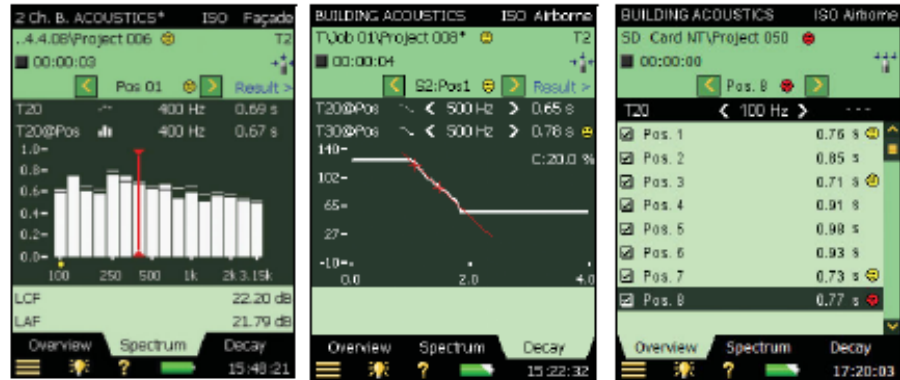 2 Ch. B. ACOUSTICS* ISO Façade
..4.4.08\Project 006 T2
00:00:03
< Pos 01 > Result >
T20 400 Hz 0.69 s
T20@Pos 400 Hz 0.67 s
1.0
0.8
0.6
0.4
0.2
0.0
100 250 500 1k 2k 3.15k
LCF 22.20 dB
LAF 21.79 dB
Overview Spectrum Decay
? 15:48:21
BUILDING ACOUSTICS ISO Airborne
T\Job 01\Project 008* T2
00:00:04
< S2:Pos1 > Result >
T20@Pos < 500 Hz > 0.65 s
T30@Pos < 500 Hz > 0.78 s
140
C:20.0 %
102
65
27
-10
0.0 2.0 4.0
Overview Spectrum Decay
? 15:22:32
BUILDING ACOUSTICS ISO Airborne
SD Card NT\Project 050
00:00:00
< Pos. 8 >
T20 < 100 Hz > ---
Pos. 1 0.76 s
Pos. 2 0.85 s
Pos. 3 0.71 s
Pos. 4 0.91 s
Pos. 5 0.98 s
Pos. 6 0.93 s
Pos. 7 0.73 s
Pos. 8 0.77 s
Overview Spectrum Decay
? 17:20:03